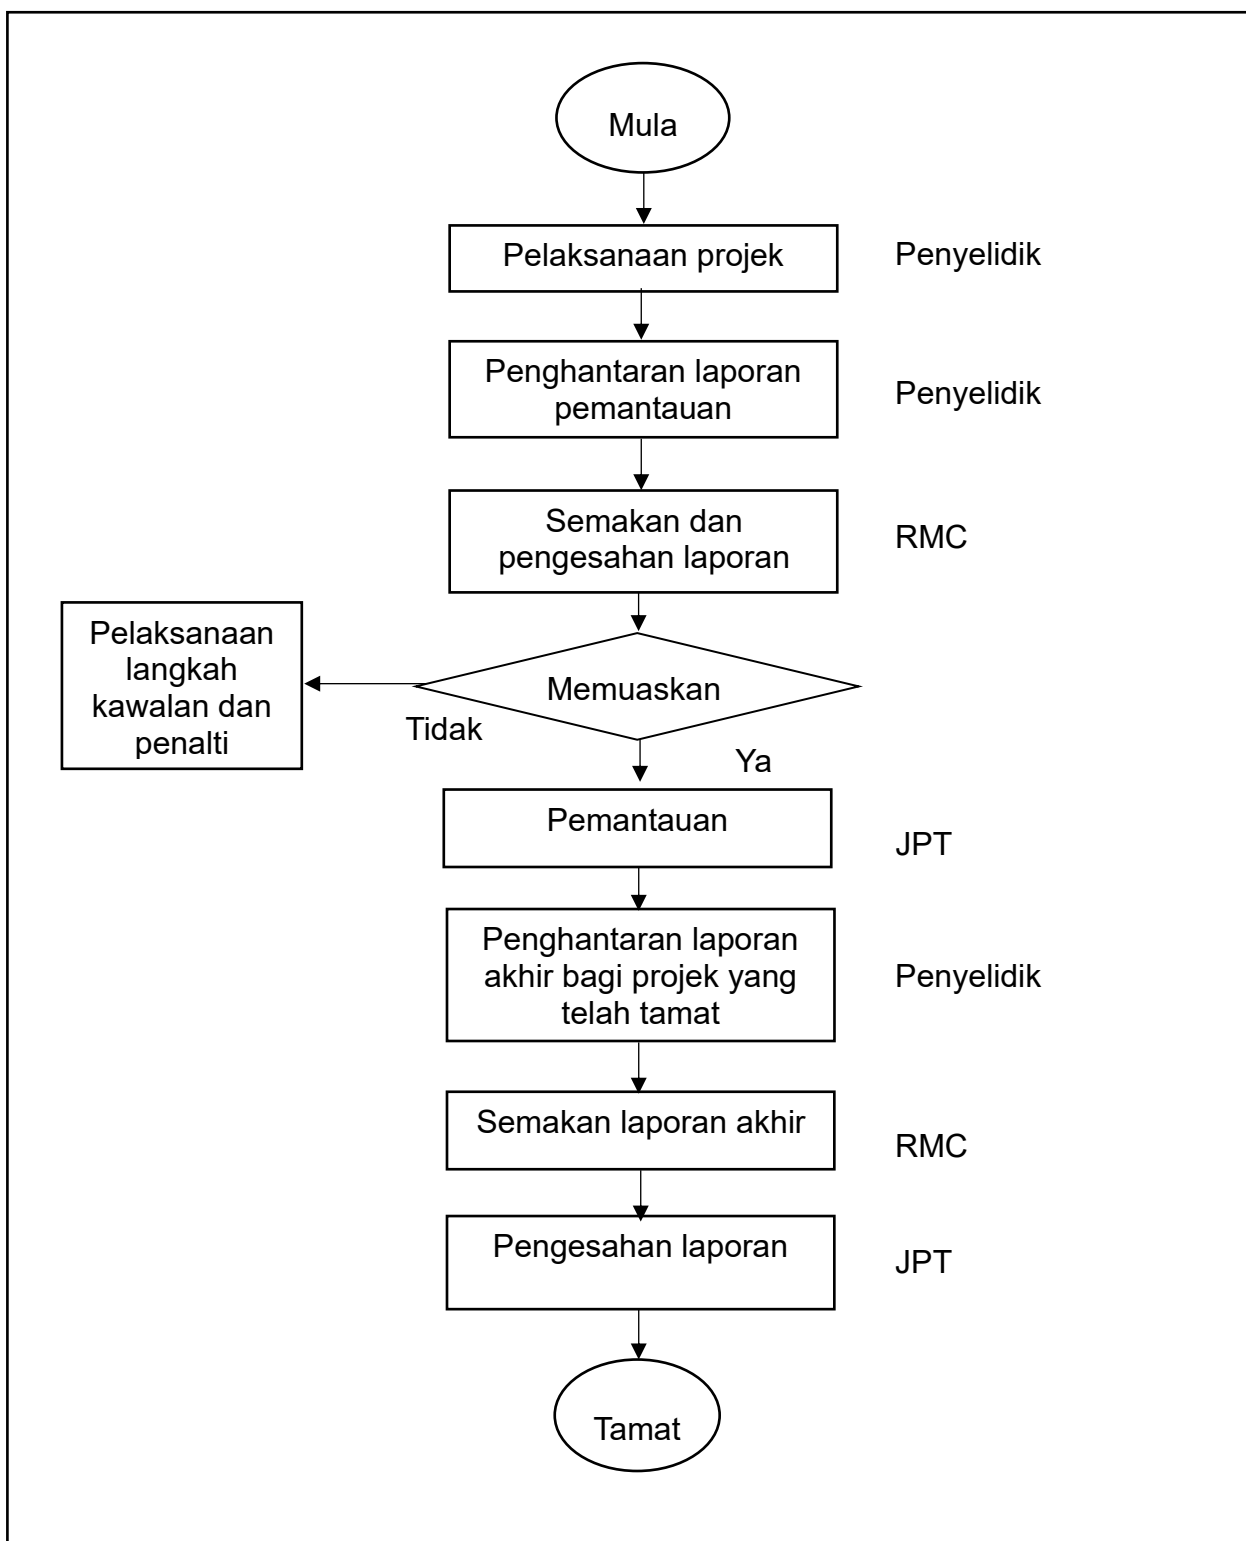 Mula
Pelaksanaan projek
Penyelidik
Penghantaran laporan
pemantauan
Penyelidik
Semakan dan
pengesahan laporan
RMC
Pelaksanaan
langkah
kawalan dan
penalti
Memuaskan
Tidak
Ya
Pemantauan
JPT
Penghantaran laporan
akhir bagi projek yang
telah tamat
Penyelidik
Semakan laporan akhir
RMC
Pengesahan laporan
JPT
Tamat